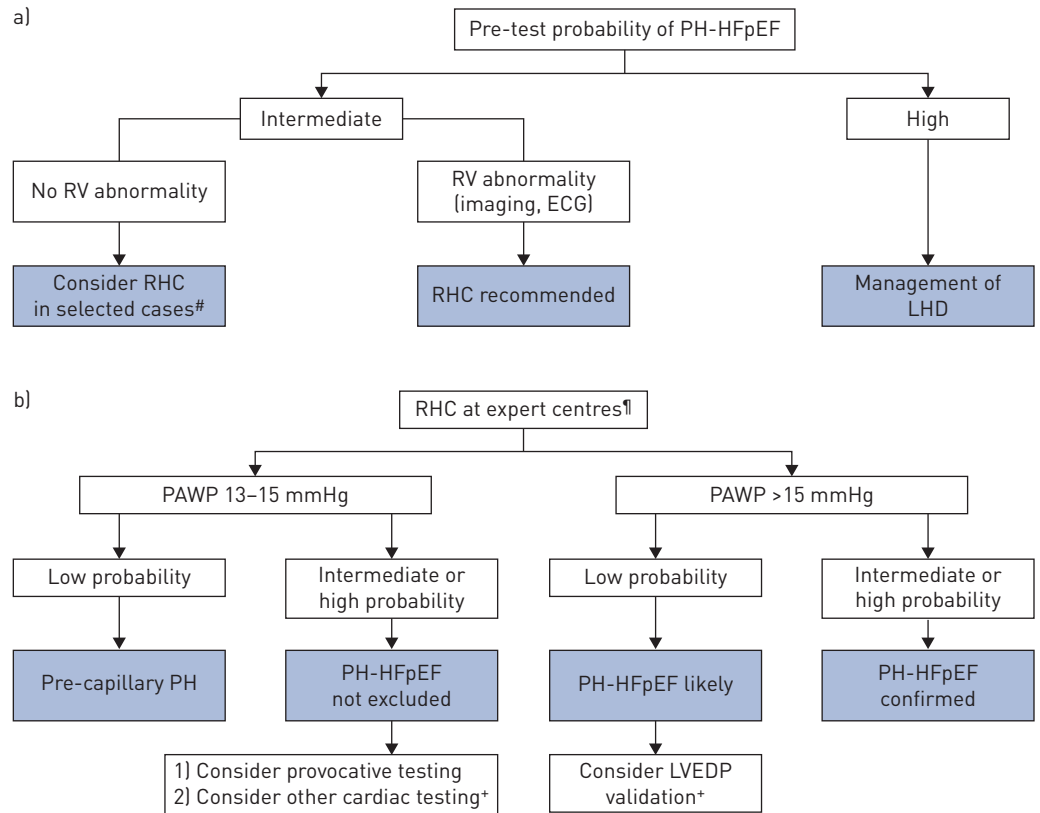 a)
Pre-test probability of PH-HFpEF
Intermediate
High
No RV abnormality
RV abnormality
(imaging, ECG)
Consider RHC
in selected cases#
RHC recommended
Management of
LHD
b)
RHC at expert centres¶
PAWP 13–15 mmHg
PAWP >15 mmHg
Low probability
Intermediate or
high probability
Low probability
Intermediate or
high probability
Pre-capillary PH
PH-HFpEF
not excluded
PH-HFpEF likely
PH-HFpEF
confirmed
1) Consider provocative testing
2) Consider other cardiac testing+
Consider LVEDP
validation+